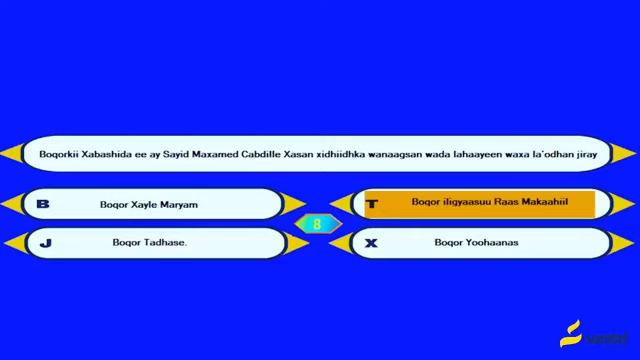 Boqorkii Xabashida ee ay Sayid Maxamed Cabdille Xasan xidhiidhka wanaagsan wada lahaayeen waxa la'odhan jiray
B Boqor Xayle Maryam
T Boqor iligyaasuu Raas Makaahiil
8
J Boqor Tadhase.
X Boqor Yoohaanas
somtel